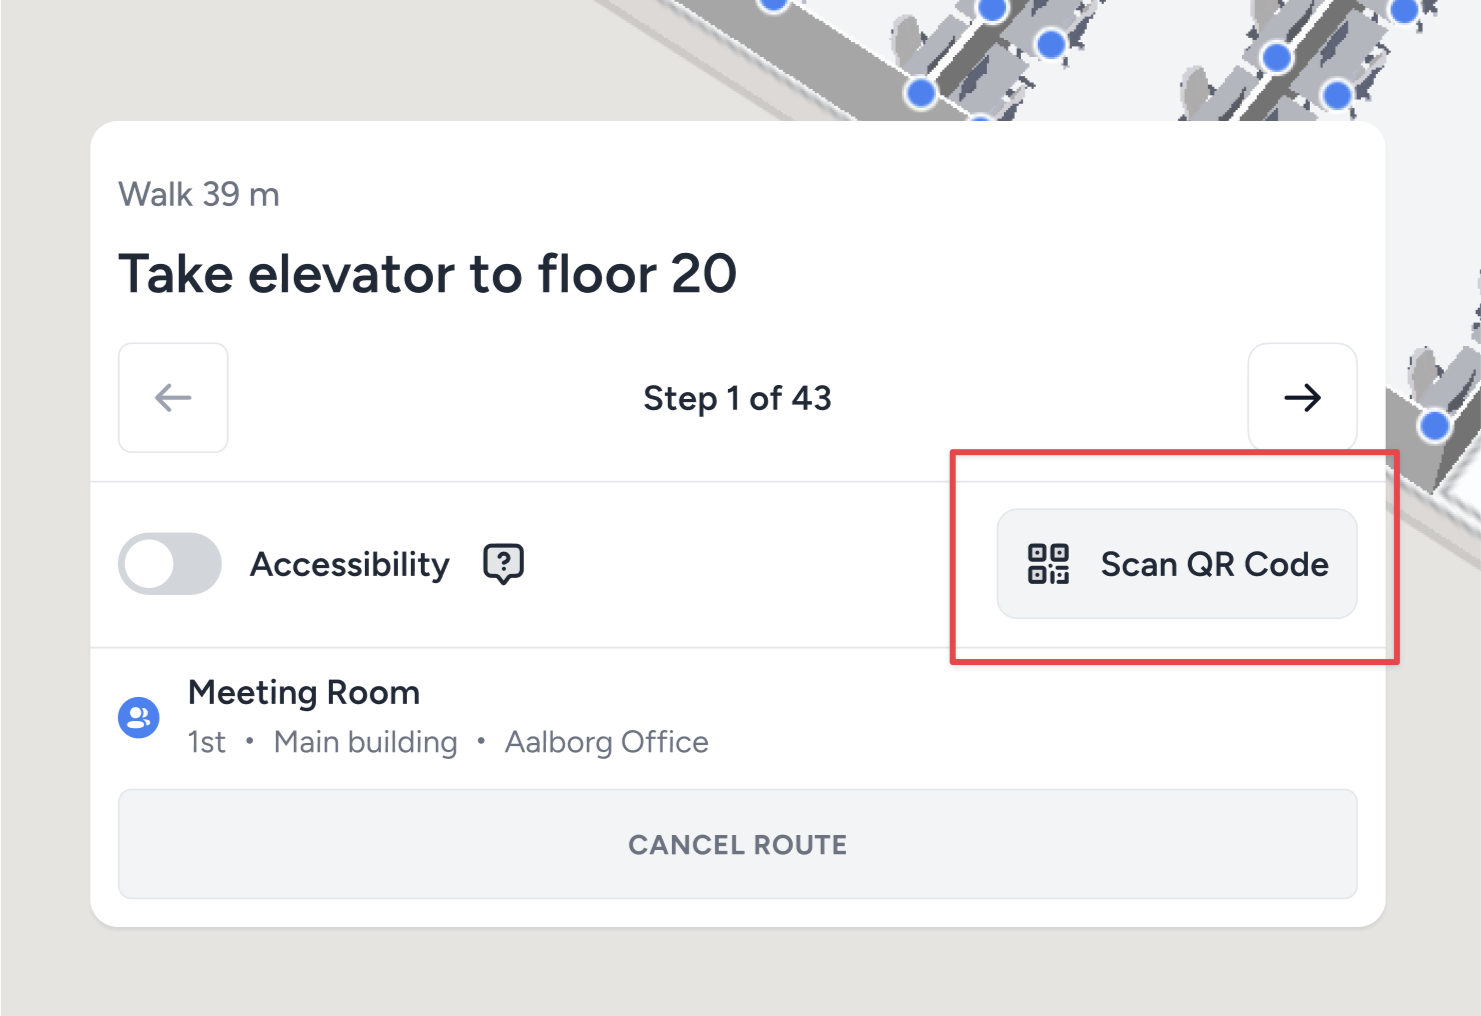 Walk 39 m
Take elevator to floor 20
Step 1 of 43
Accessibility
?
Scan QR Code
Meeting Room
1st • Main building • Aalborg Office
CANCEL ROUTE